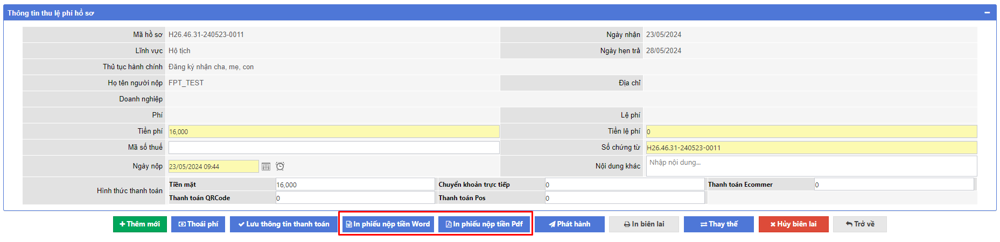 Thông tin thu lệ phí hồ sơ
Mã hồ sơ H26.46.31-240523-0011 Ngày nhận 23/05/2024
Lĩnh vực Hộ tịch Ngày hẹn trả 28/05/2024
Thủ tục hành chính Đăng ký nhận cha, mẹ, con
Họ tên người nộp FPT_TEST Địa chỉ
Doanh nghiệp
Phí Lệ phí
Tiền phí 16,000 Tiền lệ phí 0
Mã số thuế Số chứng từ H26.46.31-240523-0011
Ngày nộp 23/05/2024 09:44 Nội dung khác Nhập nội dung...
Hình thức thanh toán
Tiền mặt 16,000 Chuyển khoản trực tiếp 0 Thanh toán Ecommer 0
Thanh toán QRCode 0 Thanh toán Pos 0
Thêm mới Thoái phí Lưu thông tin thanh toán In phiếu nộp tiền Word In phiếu nộp tiền Pdf Phát hành In biên lai Thay thế Hủy biên lai Trở về